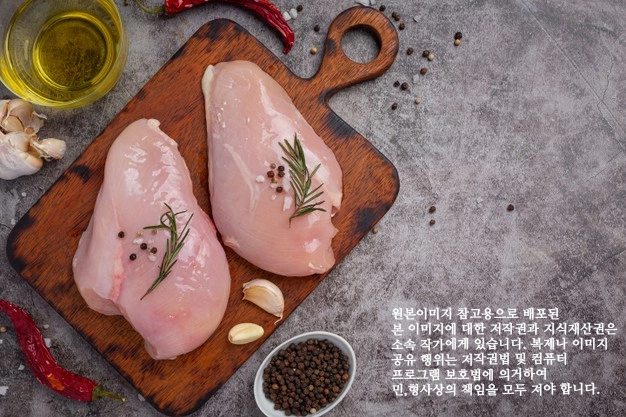 원본이미지 참고용으로 배포된
본 이미지에 대한 저작권과 지식재산권은
소속 작가에게 있습니다. 복제나 이미지
공유 행위는 저작권법 및 컴퓨터
프로그램 보호법에 의거하여
민,형사상의 책임을 모두 져야 합니다.